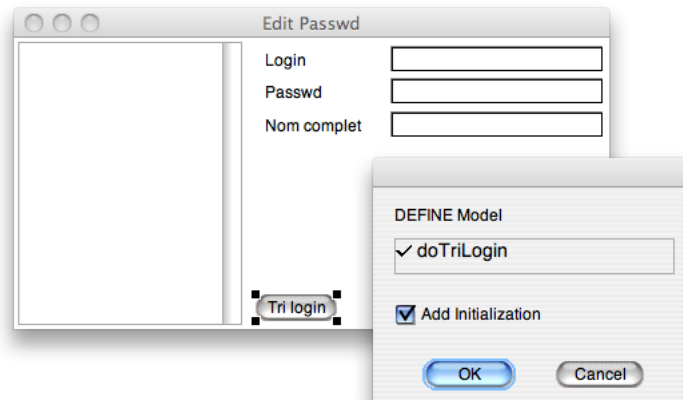 Edit Passwd
Login
Passwd
Nom complet
DEFINE Model
✓ doTriLogin
Tri login
Add Initialization
OK Cancel